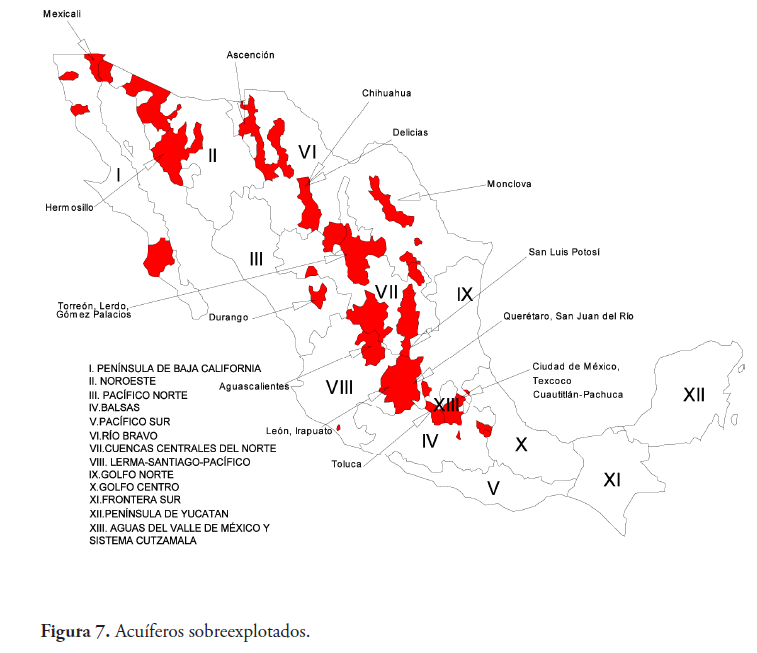 Mexicali
Ascención
Chihuahua
Delicias
VI
II
I
Monclova
Hermosillo
San Luis Potosí
III
VII
IX
Torreón, Lerdo,
Gómez Palacios
Durango
Querétaro, San Juan del Río
I. PENÍNSULA DE BAJA CALIFORNIA
II. NOROESTE
III. PACÍFICO NORTE
IV.BALSAS
V.PACÍFICO SUR
VI.RÍO BRAVO
VII.CUENCAS CENTRALES DEL NORTE
VIII. LERMA-SANTIAGO-PACÍFICO
IX.GOLFO NORTE
X.GOLFO CENTRO
XI.FRONTERA SUR
XII.PENÍNSULA DE YUCATAN
XIII. AGUAS DEL VALLE DE MÉXICO Y
SISTEMA CUTZAMALA
Aguascalientes
VIII
Ciudad de México,
Texcoco
Cuautitlán-Pachuca
XII
XIII
León, Irapuato
IV
X
Toluca
V
XI
Figura 7. Acuíferos sobreexplotados.